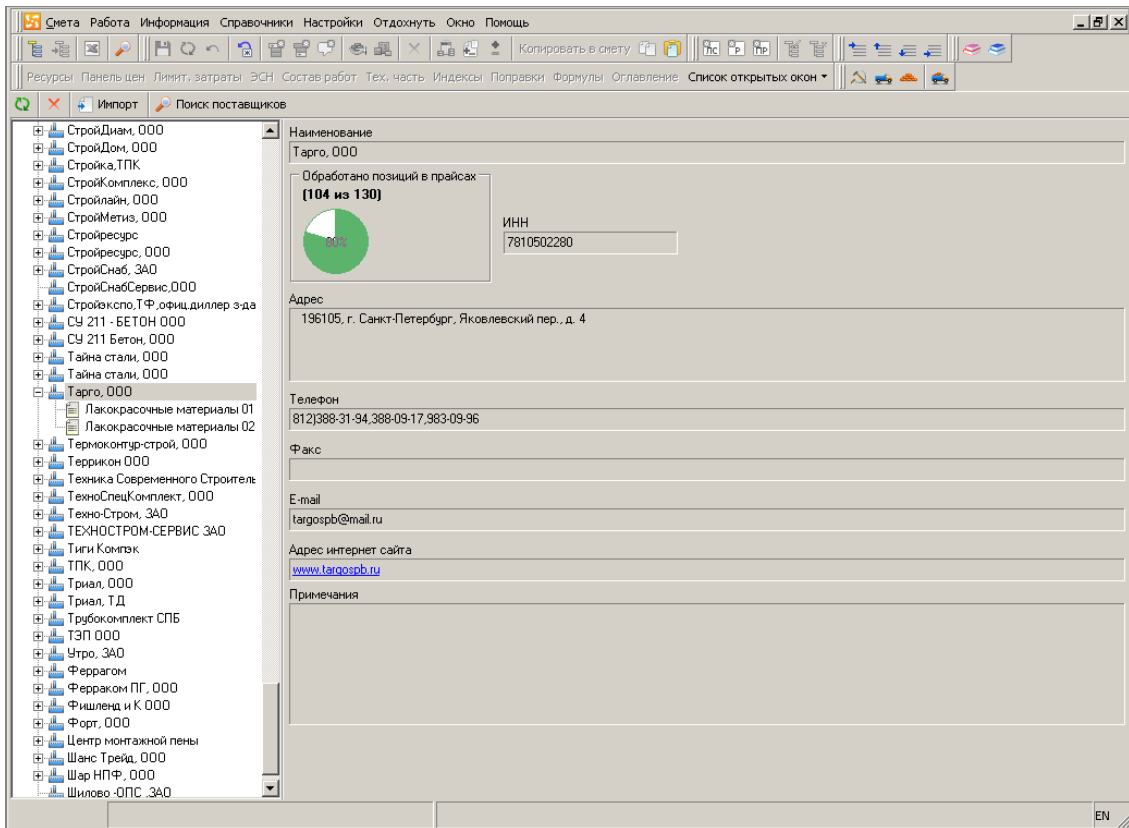 Смета Работа Информация Справочники Настройки Отдохнуть Окно Помощь
Копировать в смету
Ресурсы Панель цен Лимит. затраты ЭСН Состав работ Тех. часть Индексы Поправки Формулы Оглавление Список открытых окон
Импорт Поиск поставщиков
СтройДиам, ООО
СтройДом, ООО
Стройка,ТПК
СтройКомплекс, ООО
Стройлайн, ООО
СтройМетиз, ООО
Стройресурс
Стройресурс, ООО
СтройСнаб, ЗАО
СтройСнабСервис,ООО
Стройэкспо,ТФ,офиц.диллер з-да
СУ 211 - БЕТОН ООО
СУ 211 Бетон, ООО
Тайна стали, ООО
Тайна стали, ООО
Тарго, ООО
Лакокрасочные материалы 01
Лакокрасочные материалы 02
Термоконтур-строй, ООО
Террикон ООО
Техника Современного Строитель
ТехноСпецКомплект, ООО
Техно-Стром, ЗАО
ТЕХНОСТРОМ-СЕРВИС ЗАО
Тиги Компэк
ТПК, ООО
Триал, ООО
Триал, ТД
Трубокомплект СПБ
ТЭП ООО
Утро, ЗАО
Феррагом
Ферраком ПГ, ООО
Фишленд и К ООО
Форт, ООО
Центр монтажной пены
Шанс Трейд, ООО
Шар НПФ, ООО
Шилово -ОПС ,ЗАО
Наименование
Тарго, ООО
Обработано позиций в прайсах
(104 из 130)
80%
ИНН
7810502280
Адрес
196105, г. Санкт-Петербург, Яковлевский пер., д. 4
Телефон
812)388-31-94,388-09-17,983-09-96
Факс
E-mail
targospb@mail.ru
Адрес интернет сайта
www.targospb.ru
Примечания
EN